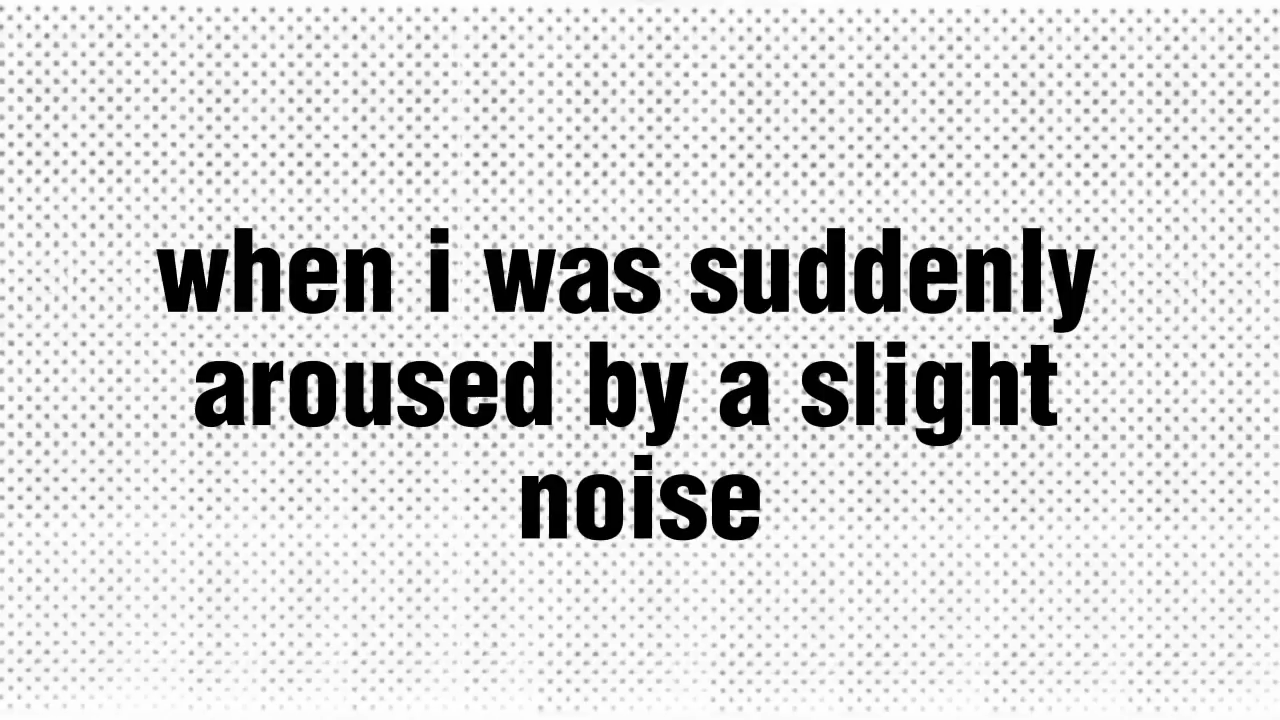 when i was suddenly
aroused by a slight
noise